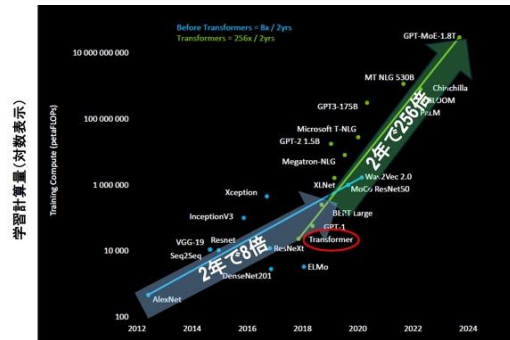 Before Transformers = 8x / 2yrs
Transformers = 256x / 2yrs
学習計算量(対数表示)
Training Compute (petaFLOPs)
10 000 000 000
100 000 000
1 000 000
10 000
100
GPT-MoE-1.8T
MT NLG 530B
Chinchilla
BLOOM
PaLM
GPT3-175B
Microsoft T-NLG
GPT-2 1.5B
Megatron-NLG
Wav2Vec 2.0
XLNet
MoCo ResNet50
Xception
InceptionV3
BERT Large
GPT-1
Transformer
VGG-19
Resnet
Seq2Seq
ResNeXt
DenseNet201
ELMo
AlexNet
2年で8倍
2年で256倍
2012
2014
2016
2018
2020
2022
2024